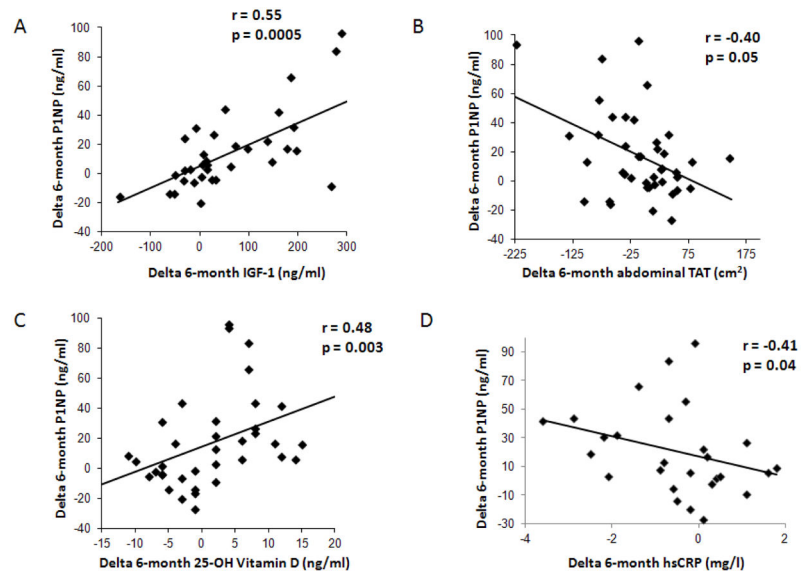 A
r = 0.55
p = 0.0005
Delta 6-month P1NP (ng/ml)
100
80
60
40
20
0
-20
-40
-200 -100 0 100 200 300
Delta 6-month IGF-1 (ng/ml)
B
r = -0.40
p = 0.05
Delta 6-month P1NP (ng/ml)
100
80
60
40
20
0
-20
-40
-225 -125 -25 75 175
Delta 6-month abdominal TAT (cm²)
C
r = 0.48
p = 0.003
Delta 6-month P1NP (ng/ml)
100
80
60
40
20
0
-20
-40
-15 -10 -5 0 5 10 15 20
Delta 6-month 25-OH Vitamin D (ng/ml)
D
r = -0.41
p = 0.04
Delta 6-month P1NP (ng/ml)
90
70
50
30
10
-10
-30
-4 -2 0 2
Delta 6-month hsCRP (mg/l)